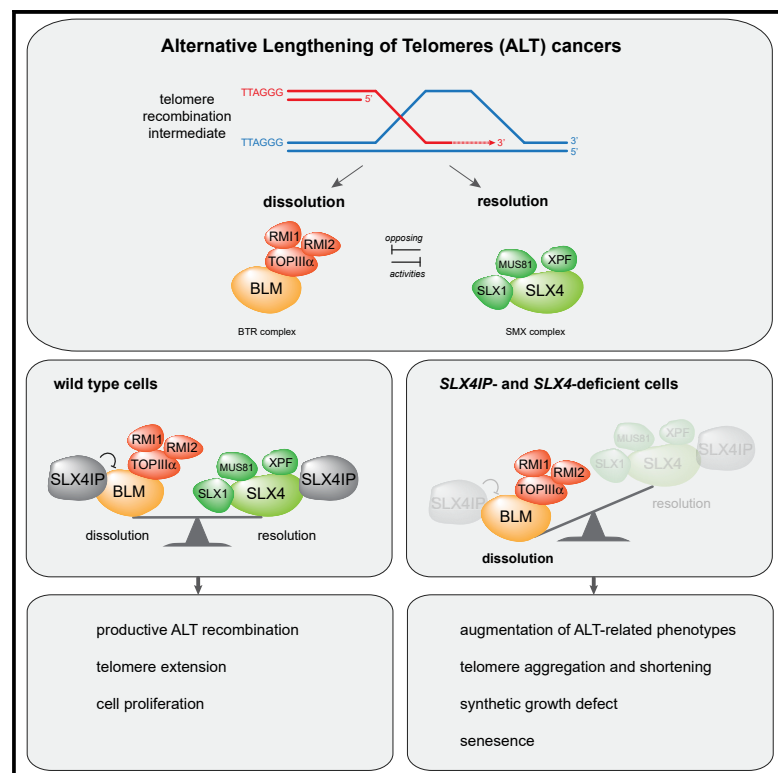 Alternative Lengthening of Telomeres (ALT) cancers
telomere
recombination
intermediate
TTAGGG
5'
TTAGGG
3'
3'
5'
dissolution
resolution
RMI1
RMI2
TOPIIIα
BLM
BTR complex
opposing
activities
MUS81
XPF
SLX1
SLX4
SMX complex
wild type cells
SLX4IP
RMI1
RMI2
TOPIIIα
BLM
MUS81
XPF
SLX1
SLX4
SLX4IP
dissolution
resolution
SLX4IP- and SLX4-deficient cells
SLX4IP
RMI1
RMI2
TOPIIIα
BLM
MUS81
XPF
SLX1
SLX4
SLX4IP
resolution
dissolution
productive ALT recombination
telomere extension
cell proliferation
augmentation of ALT-related phenotypes
telomere aggregation and shortening
synthetic growth defect
senesence